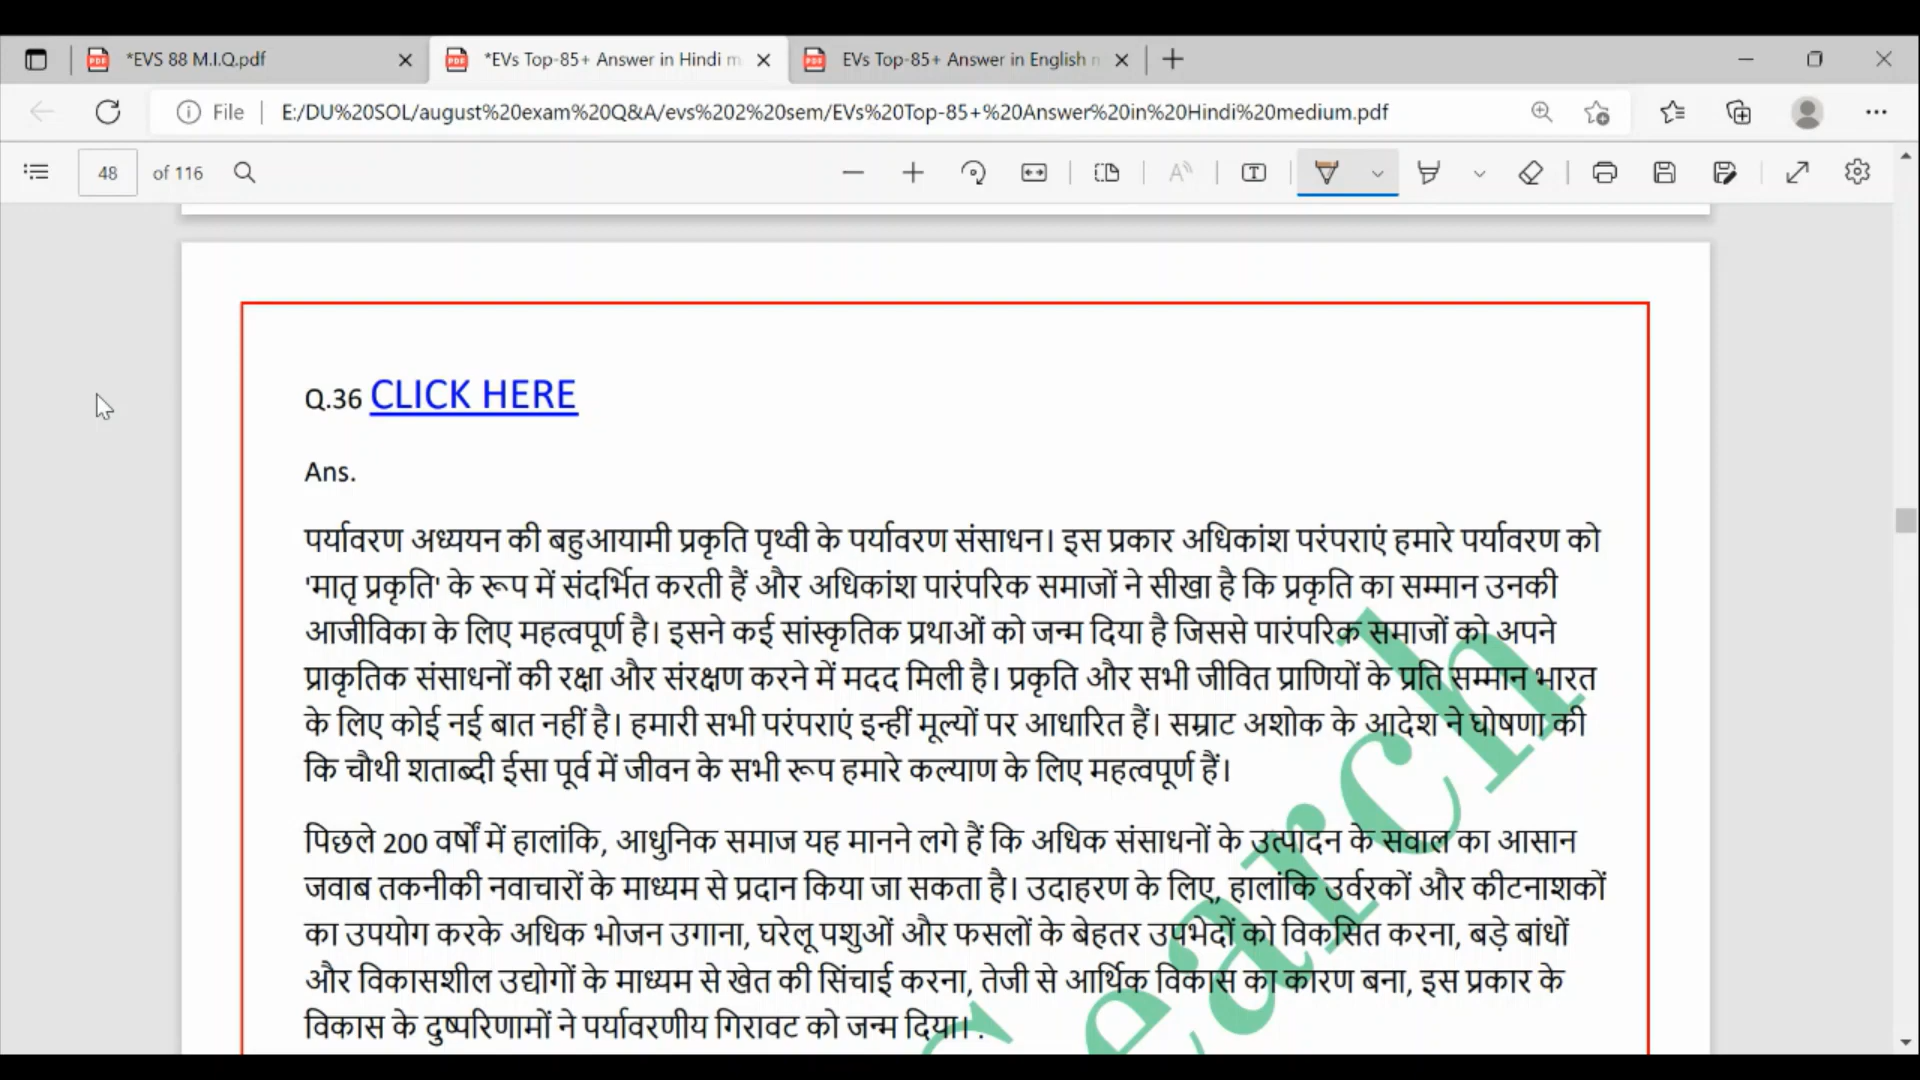 *EVS 88 M.I.Q.pdf
*EVs Top-85+ Answer in Hindi m
EVs Top-85+ Answer in English n
File
E:/DU%20SOL/august%20exam%20Q&A/evs%202%20sem/EVs%20Top-85+%20Answer%20in%20Hindi%20medium.pdf
48 of 116
Q.36 CLICK HERE
Ans.
पर्यावरण अध्ययन की बहुआयामी प्रकृति पृथ्वी के पर्यावरण संसाधन। इस प्रकार अधिकांश परंपराएं हमारे पर्यावरण को
'मातृ प्रकृति' के रूप में संदर्भित करती हैं और अधिकांश पारंपरिक समाजों ने सीखा है कि प्रकृति का सम्मान उनकी
आजीविका के लिए महत्वपूर्ण है। इसने कई सांस्कृतिक प्रथाओं को जन्म दिया है जिससे पारंपरिक समाजों को अपने
प्राकृतिक संसाधनों की रक्षा और संरक्षण करने में मदद मिली है। प्रकृति और सभी जीवित प्राणियों के प्रति सम्मान भारत
के लिए कोई नई बात नहीं है। हमारी सभी परंपराएं इन्हीं मूल्यों पर आधारित हैं। सम्राट अशोक के आदेश ने घोषणा की
कि चौथी शताब्दी ईसा पूर्व में जीवन के सभी रूप हमारे कल्याण के लिए महत्वपूर्ण हैं।
पिछले 200 वर्षों में हालांकि, आधुनिक समाज यह मानने लगे हैं कि अधिक संसाधनों के उत्पादन के सवाल का आसान
जवाब तकनीकी नवाचारों के माध्यम से प्रदान किया जा सकता है। उदाहरण के लिए, हालांकि उर्वरकों और कीटनाशकों
का उपयोग करके अधिक भोजन उगाना, घरेलू पशुओं और फसलों के बेहतर उपभेदों को विकसित करना, बड़े बांधों
और विकासशील उद्योगों के माध्यम से खेत की सिंचाई करना, तेजी से आर्थिक विकास का कारण बना, इस प्रकार के
विकास के दुष्परिणामों ने पर्यावरणीय गिरावट को जन्म दिया। .
earch